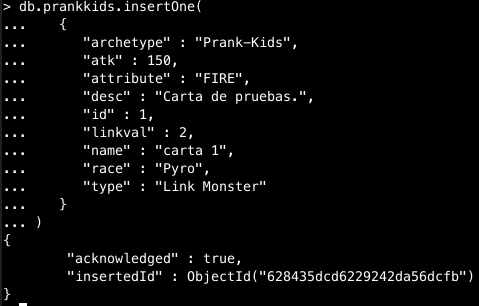 > db.prankkids.insertOne(
...    {
...       "archetype" : "Prank-Kids",
...       "atk" : 150,
...       "attribute" : "FIRE",
...       "desc" : "Carta de pruebas.",
...       "id" : 1,
...       "linkval" : 2,
...       "name" : "carta 1",
...       "race" : "Pyro",
...       "type" : "Link Monster"
...    }
... )
{
        "acknowledged" : true,
        "insertedId" : ObjectId("628435dcd6229242da56dcfb")
}